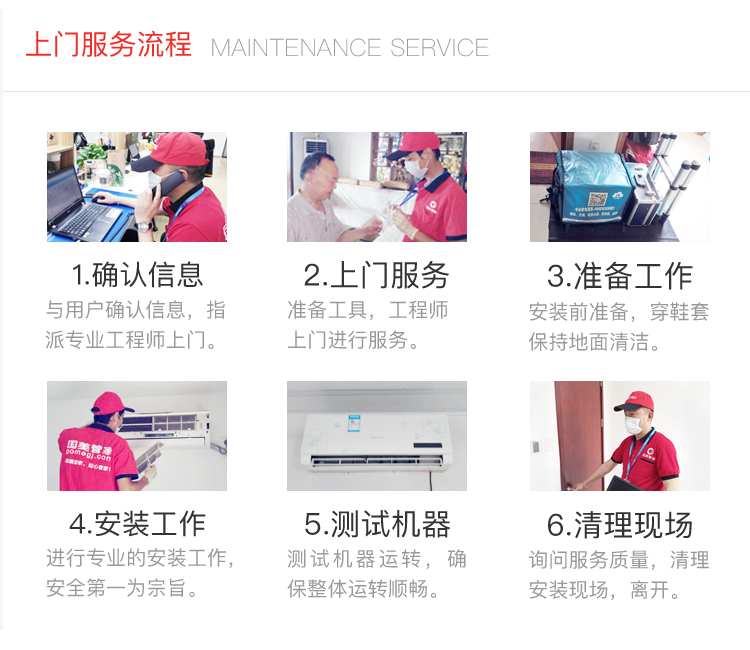 上门服务流程 MAINTENANCE SERVICE
1.确认信息
与用户确认信息，指
派专业工程师上门。
2.上门服务
准备工具，工程师
上门进行服务。
3.准备工作
安装前准备，穿鞋套
保持地面清洁。
国美管家
gomegj.com
4.安装工作
进行专业的安装工作，
安全第一为宗旨。
5.测试机器
测试机器运转，确
保整体运转顺畅。
6.清理现场
询问服务质量，清理
安装现场，离开。